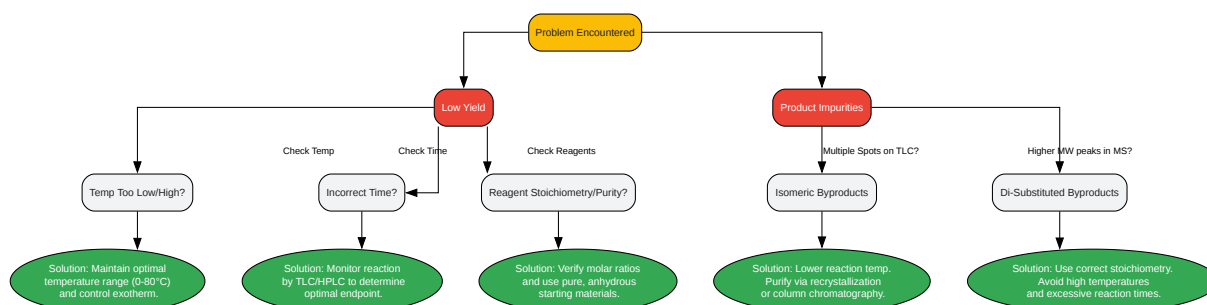 Problem Encountered
Low Yield
Product Impurities
Check Temp
Check Time
Check Reagents
Multiple Spots on TLC?
Higher MW peaks in MS?
Temp Too Low/High?
Incorrect Time?
Reagent Stoichiometry/Purity?
Isomeric Byproducts
Di-Substituted Byproducts
Solution: Maintain optimal
temperature range (0-80°C)
and control exotherm.
Solution: Monitor reaction
by TLC/HPLC to determine
optimal endpoint.
Solution: Verify molar ratios
and use pure, anhydrous
starting materials.
Solution: Lower reaction temp.
Purify via recrystallization
or column chromatography.
Solution: Use correct stoichiometry.
Avoid high temperatures
and excessive reaction times.